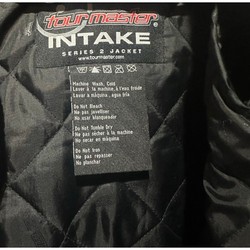 tourmaster
INTAKE
SERIES 2 JACKET
www.tourmaster.com
Machine Wash, Cold
Laver à la machine, à l'eau froide
Lavar a máquina, agua fría
Do Not Bleach
Ne pas javelliser
No usar blanqueador
Do Not Tumble Dry
Ne pas sécher à la machine
No secar en máquina
Do Not Iron
Ne pas repasser
No planchar